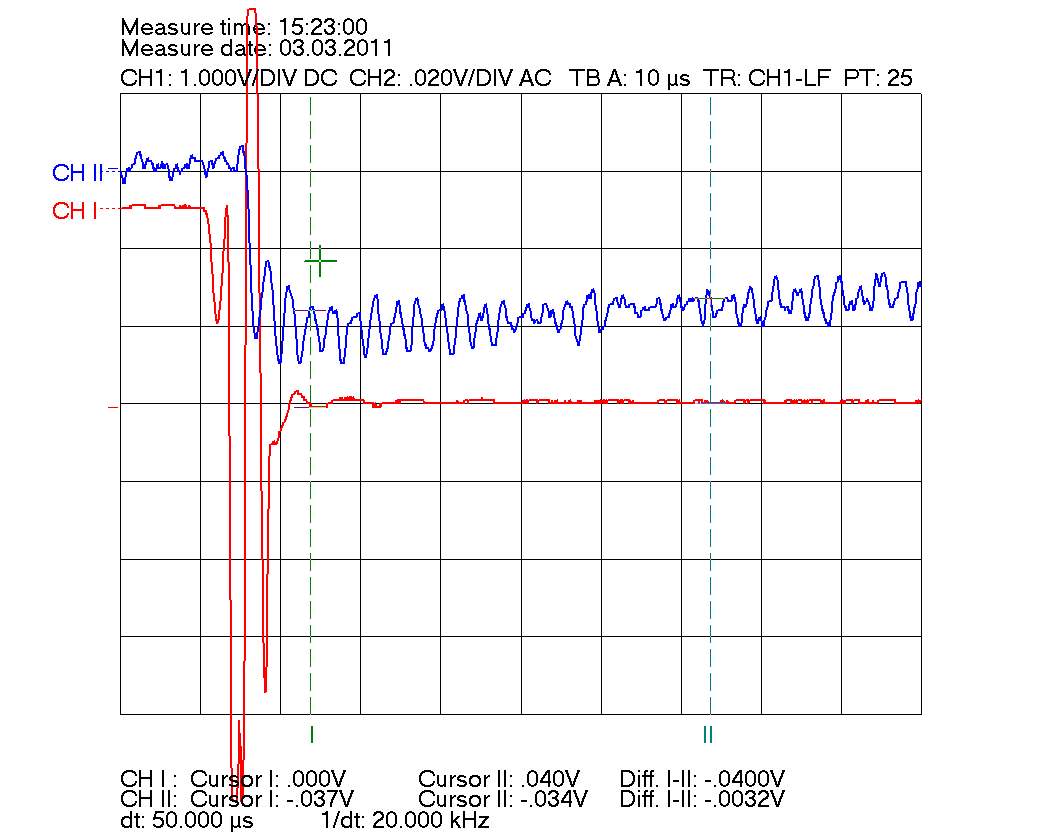 Measure time: 15:23:00
Measure date: 03.03.2011
CH1: 1.000V/DIV DC CH2: .020V/DIV AC TB A: 10 µs TR: CH1-LF PT: 25
CH II
CH I
I
II
CH I : Cursor I: .000V Cursor II: .040V Diff. I-II: -.0400V
CH II: Cursor I: -.037V Cursor II: -.034V Diff. I-II: -.0032V
dt: 50.000 µs 1/dt: 20.000 kHz